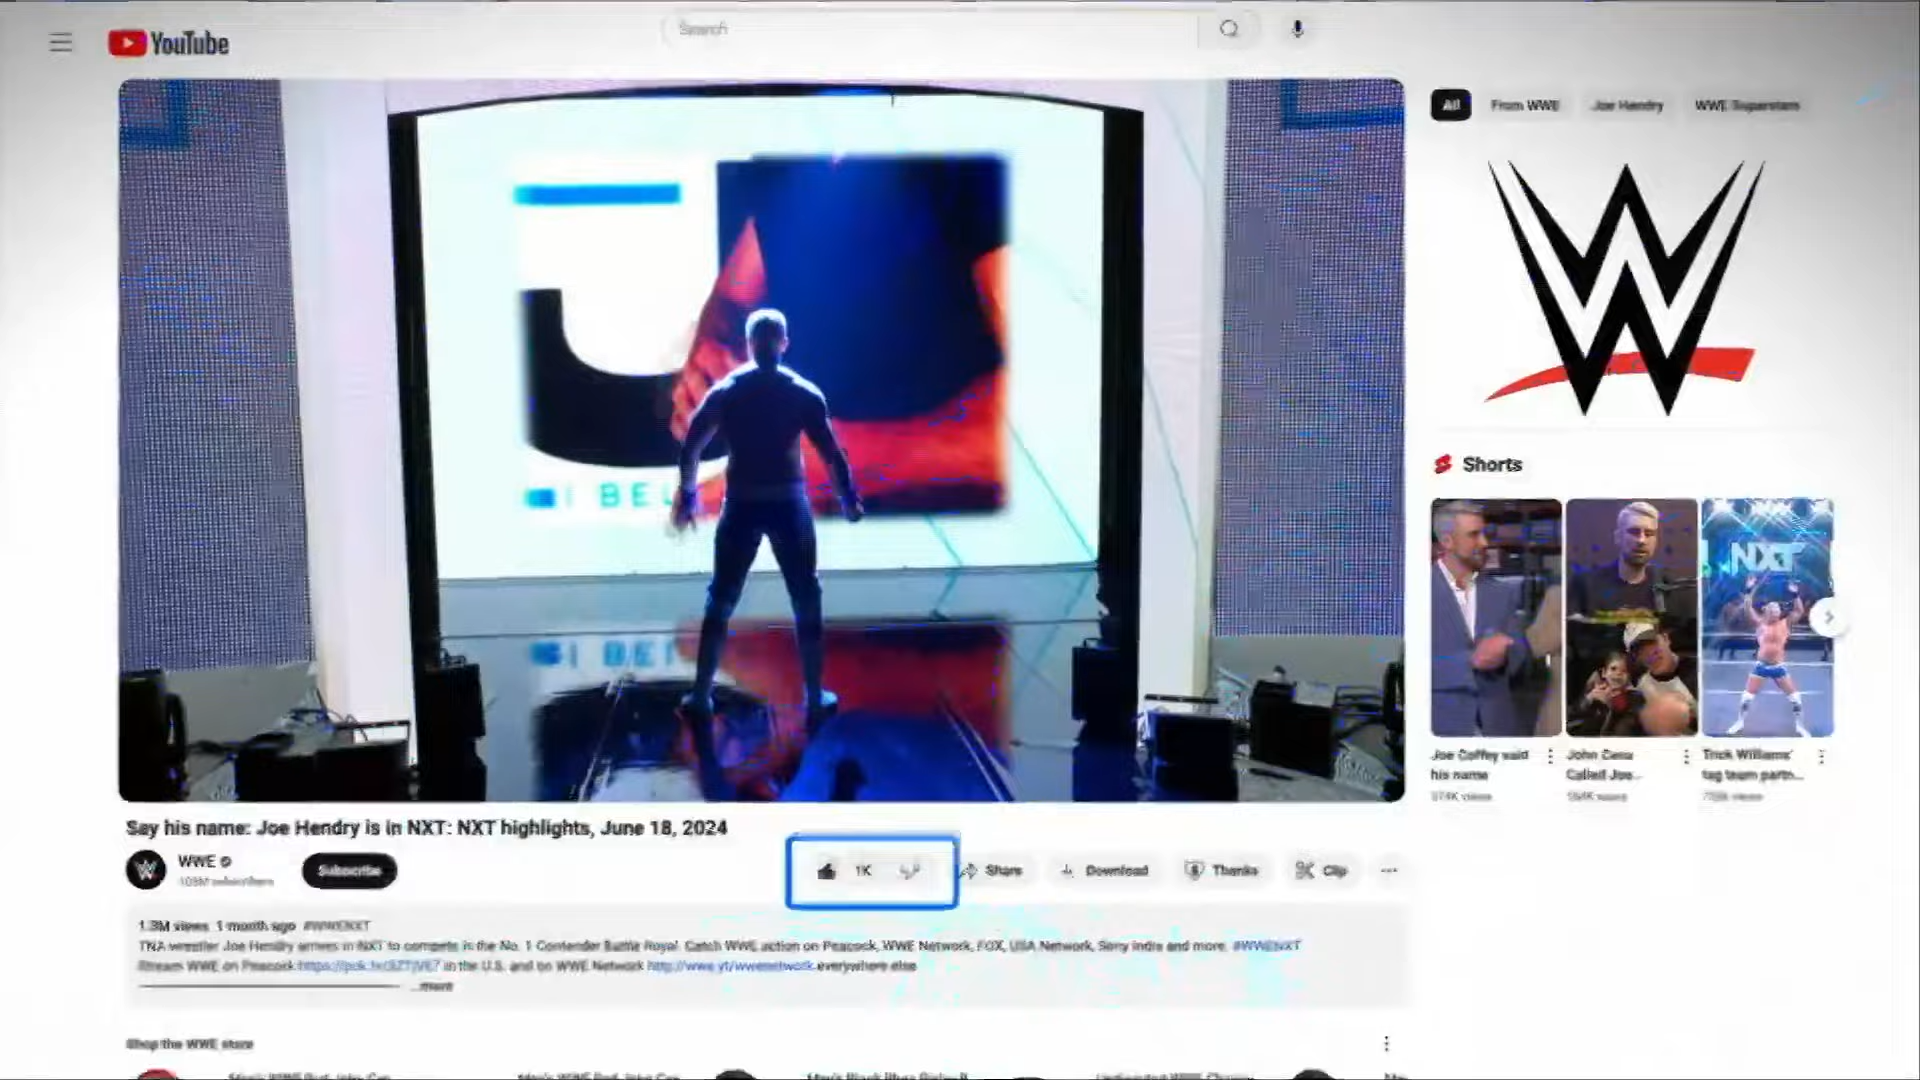 YouTube
Search
All From WWE Joe Hendry WWE Superstars
I BEL
NXT
Shorts
Joe Coffey said his name
John Cena Called Joe...
Trick Williams' tag team partn...
574K views
Say his name: Joe Hendry is in NXT: NXT highlights, June 18, 2024
WWE
Subscribe
1K
Share
Download
Thanks
Clip
1.3M views 1 month ago #WWENXT
TNA wrestler Joe Hendry arrives in NXT to compete in the No. 1 Contender Battle Royal. Catch WWE action on Peacock, WWE Network, FOX, USA Network, Sony India and more. #WWENXT
Stream WWE on Peacock in the U.S. and on WWE Network http://wwe.yt/wwenetwork everywhere else
...more
Shop the WWE store